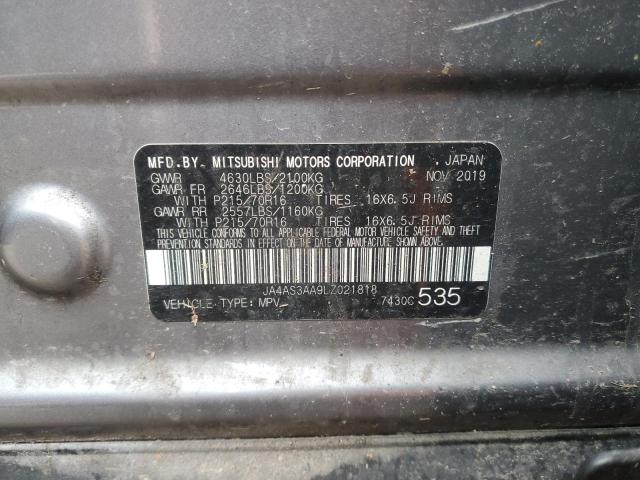 MFD.BY MITSUBISHI MOTORS CORPORATION JAPAN
GVWR 4630LBS/2100KG NOV 2019
GAWR FR 2646LBS/1200KG
WITH P215/70R16 TIRES 16X6.5J RIMS
GAWR RR 2557LBS/1160KG
WITH P215/70R16 TIRES 16X6.5J RIMS
THIS VEHICLE CONFORMS TO ALL APPLICABLE FEDERAL MOTOR VEHICLE SAFETY AND THEFT
PREVENTION STANDARDS IN EFFECT ON THE DATE OF MANUFACTURE SHOWN ABOVE.
JA4AS3AA9LZ021818
VEHICLE TYPE: MPV 7430C 535